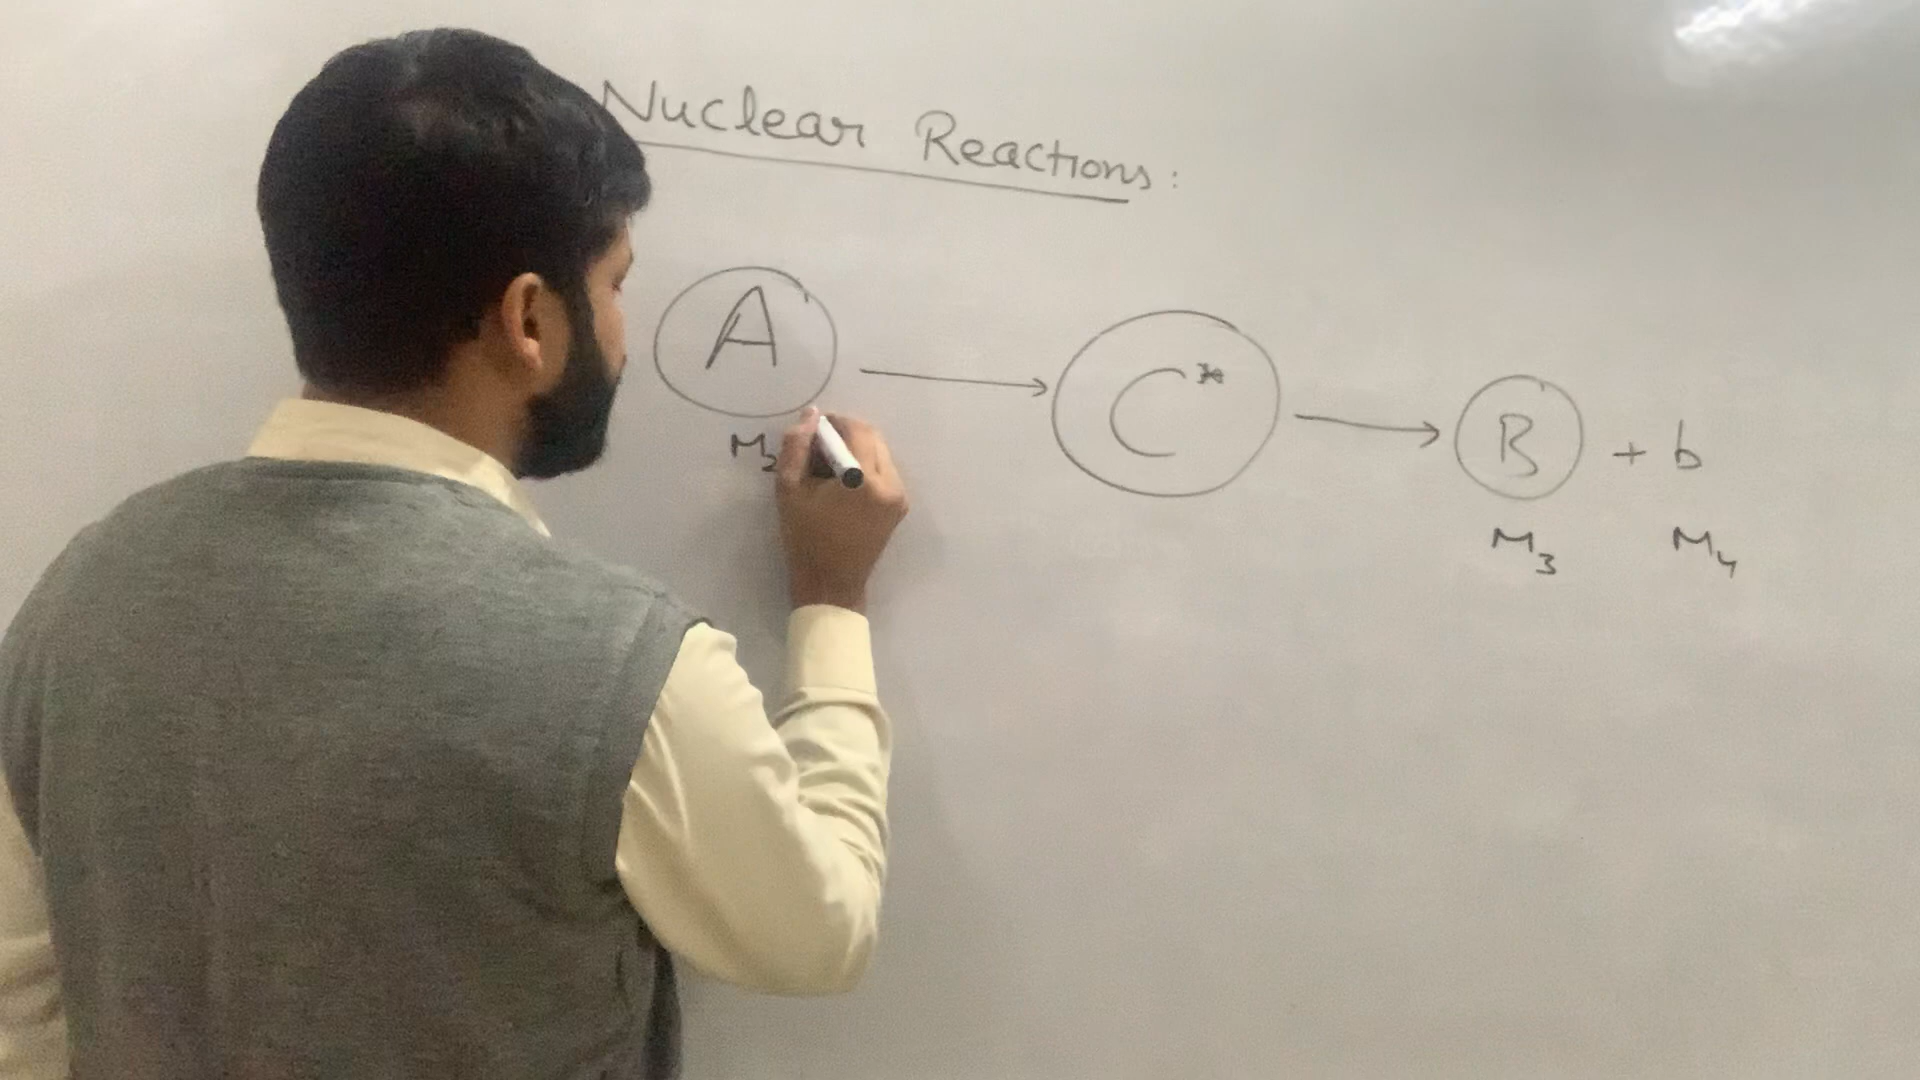 Nuclear Reactions:
A → C* → B + b
M2 M3 M4